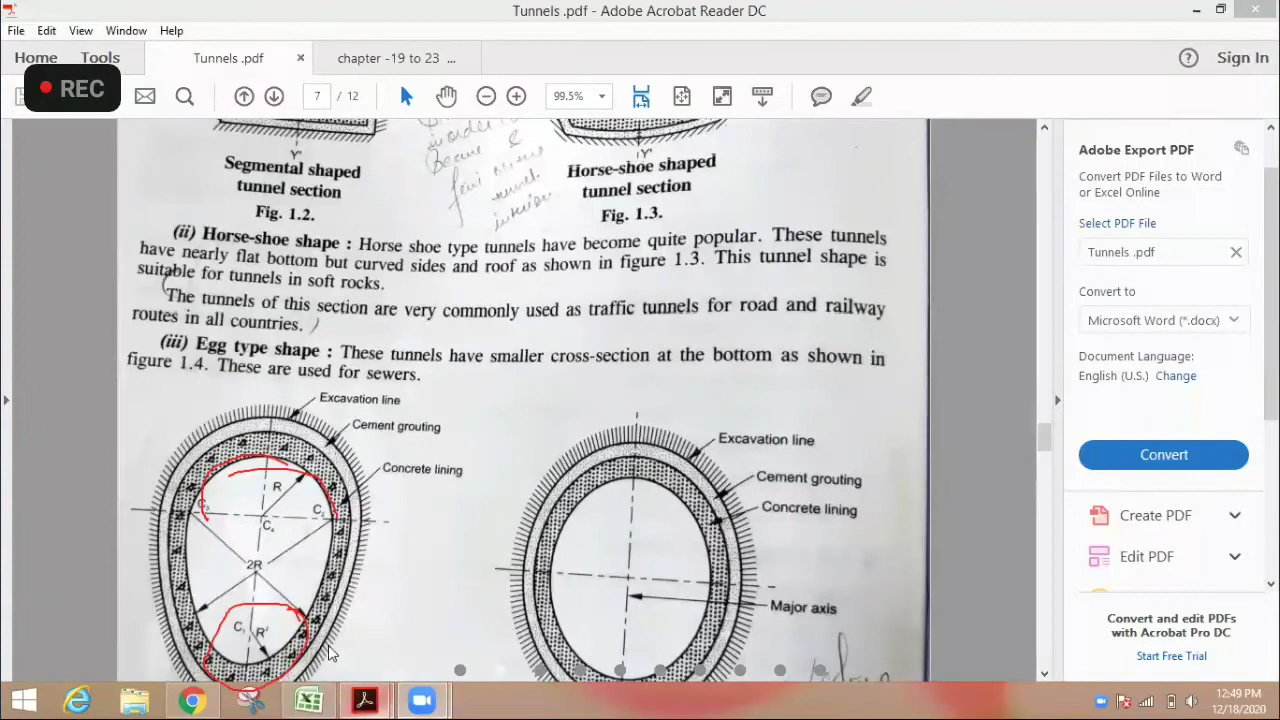 Tunnels .pdf - Adobe Acrobat Reader DC
File Edit View Window Help
Home Tools Tunnels .pdf × chapter -19 to 23 ... Sign In
REC
7 / 12 99.5%
Y'
Segmental shaped
tunnel section
Fig. 1.2.
&
tunnel
Y'
Horse-shoe shaped
tunnel section
Fig. 1.3.
(ii) Horse-shoe shape : Horse shoe type tunnels have become quite popular. These tunnels
have nearly flat bottom but curved sides and roof as shown in figure 1.3. This tunnel shape is
suitable for tunnels in soft rocks.
The tunnels of this section are very commonly used as traffic tunnels for road and railway
routes in all countries.
(iii) Egg type shape : These tunnels have smaller cross-section at the bottom as shown in
figure 1.4. These are used for sewers.
Excavation line
Cement grouting
Concrete lining
R
2R
R'
Excavation line
Cement grouting
Concrete lining
Major axis
Adobe Export PDF
Convert PDF Files to Word
or Excel Online
Select PDF File
Tunnels .pdf
Convert to
Microsoft Word (*.docx)
Document Language:
English (U.S.) Change
Convert
Create PDF
Edit PDF
Convert and edit PDFs
with Acrobat Pro DC
Start Free Trial
12:49 PM
12/18/2020